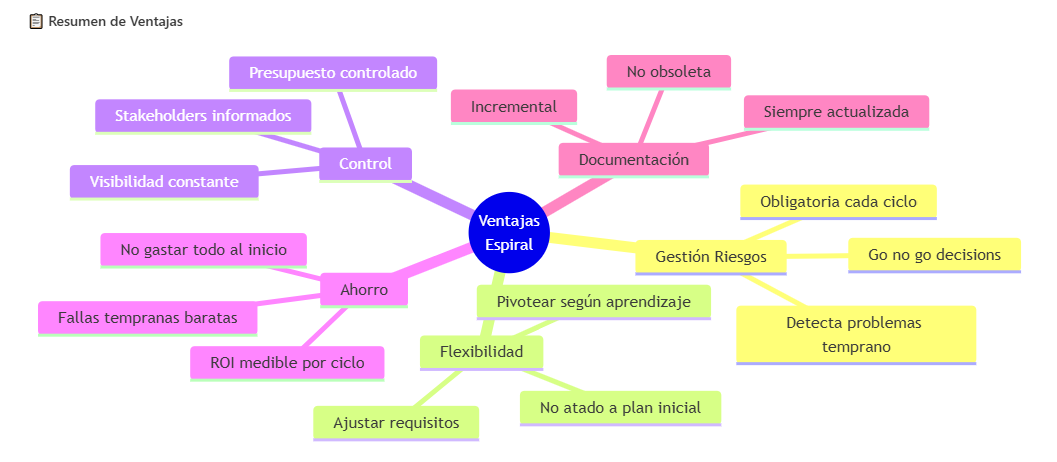 📋 Resumen de Ventajas
Presupuesto controlado
Stakeholders informados
Visibilidad constante
Control
No obsoleta
Incremental
Siempre actualizada
Documentación
Ventajas
Espiral
Obligatoria cada ciclo
Gestión Riesgos
Go no go decisions
Detecta problemas
temprano
No gastar todo al inicio
Ahorro
Fallas tempranas baratas
ROI medible por ciclo
Pivotear según aprendizaje
Flexibilidad
Ajustar requisitos
No atado a plan inicial